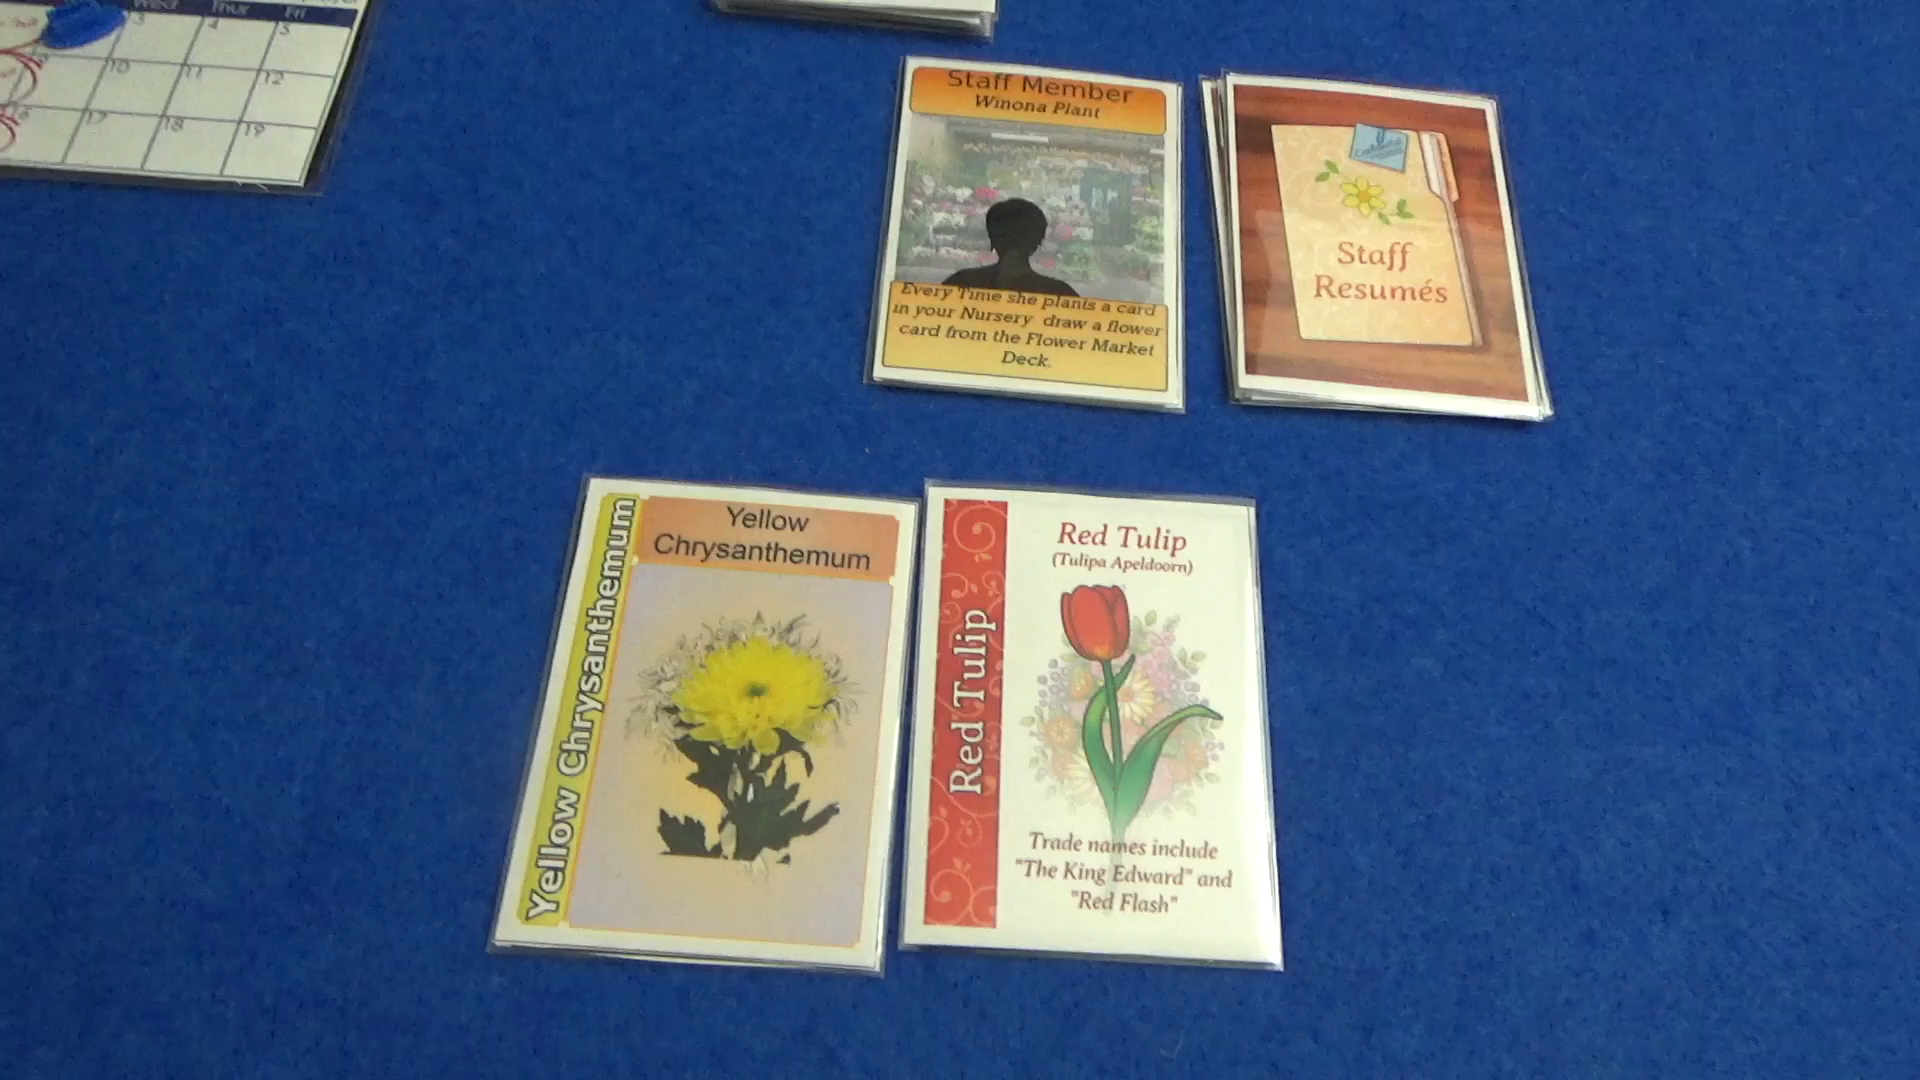 Wed Thur Fri
3 4 5
10 11 12
17 18 19
Staff Member
Winona Plant
Every Time she plants a card
in your Nursery draw a flower
card from the Flower Market
Deck.
Staff
Resumés
Yellow Chrysanthemum
Yellow
Chrysanthemum
Red Tulip
Red Tulip
(Tulipa Apeldoorn)
Trade names include
"The King Edward" and
"Red Flash"